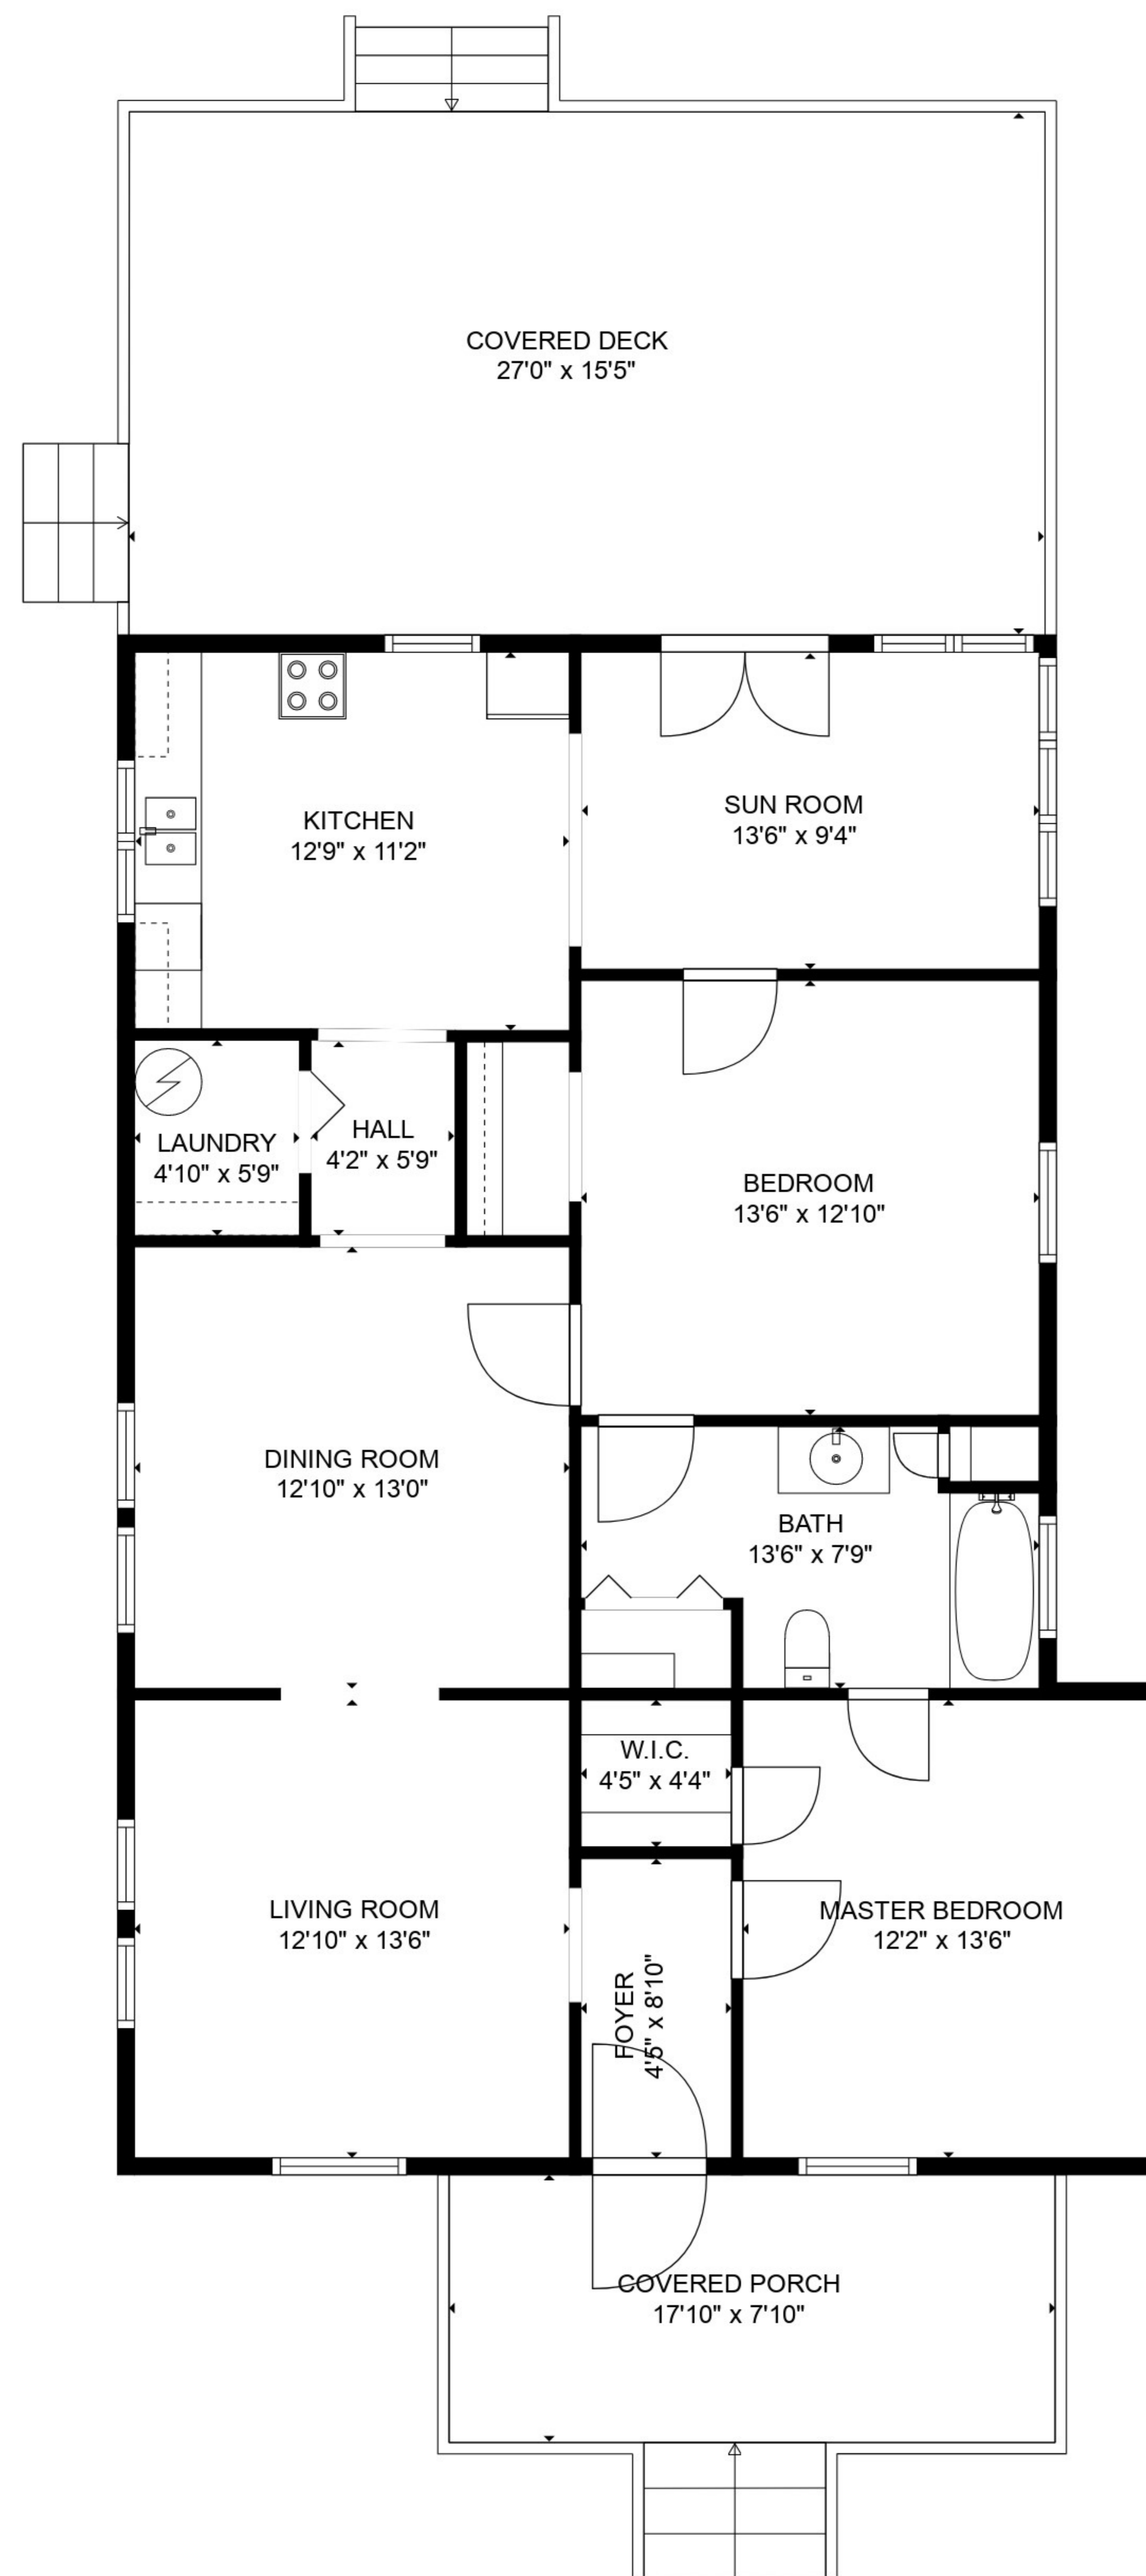 COVERED DECK
27'0" x 15'5"
KITCHEN
12'9" x 11'2"
SUN ROOM
13'6" x 9'4"
LAUNDRY
4'10" x 5'9"
HALL
4'2" x 5'9"
BEDROOM
13'6" x 12'10"
DINING ROOM
12'10" x 13'0"
BATH
13'6" x 7'9"
W.I.C.
4'5" x 4'4"
LIVING ROOM
12'10" x 13'6"
FOYER
4'5" x 8'10"
MASTER BEDROOM
12'2" x 13'6"
COVERED PORCH
17'10" x 7'10"